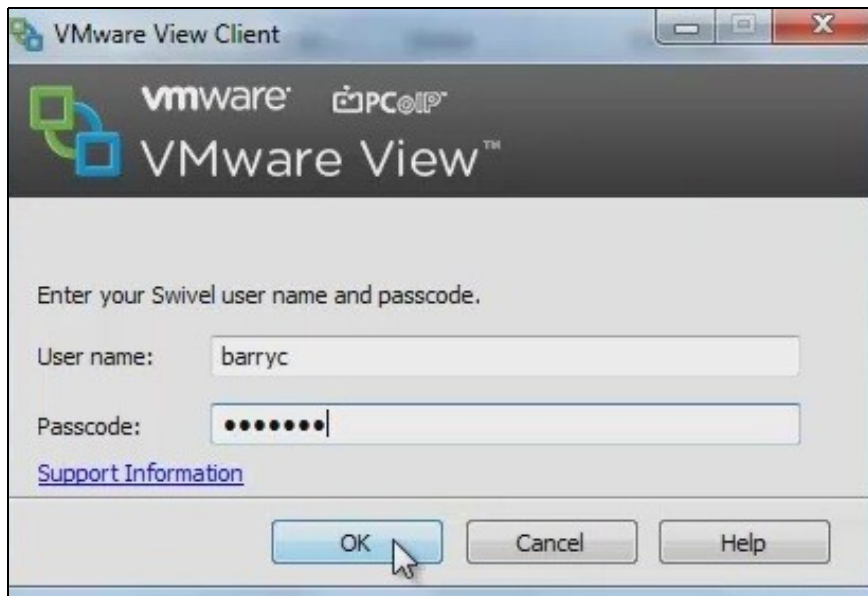 VMware View Client
vmware PCoIP™
VMware View™
Enter your Swivel user name and passcode.
User name: barryc
Passcode: •••••••
Support Information
OK Cancel Help